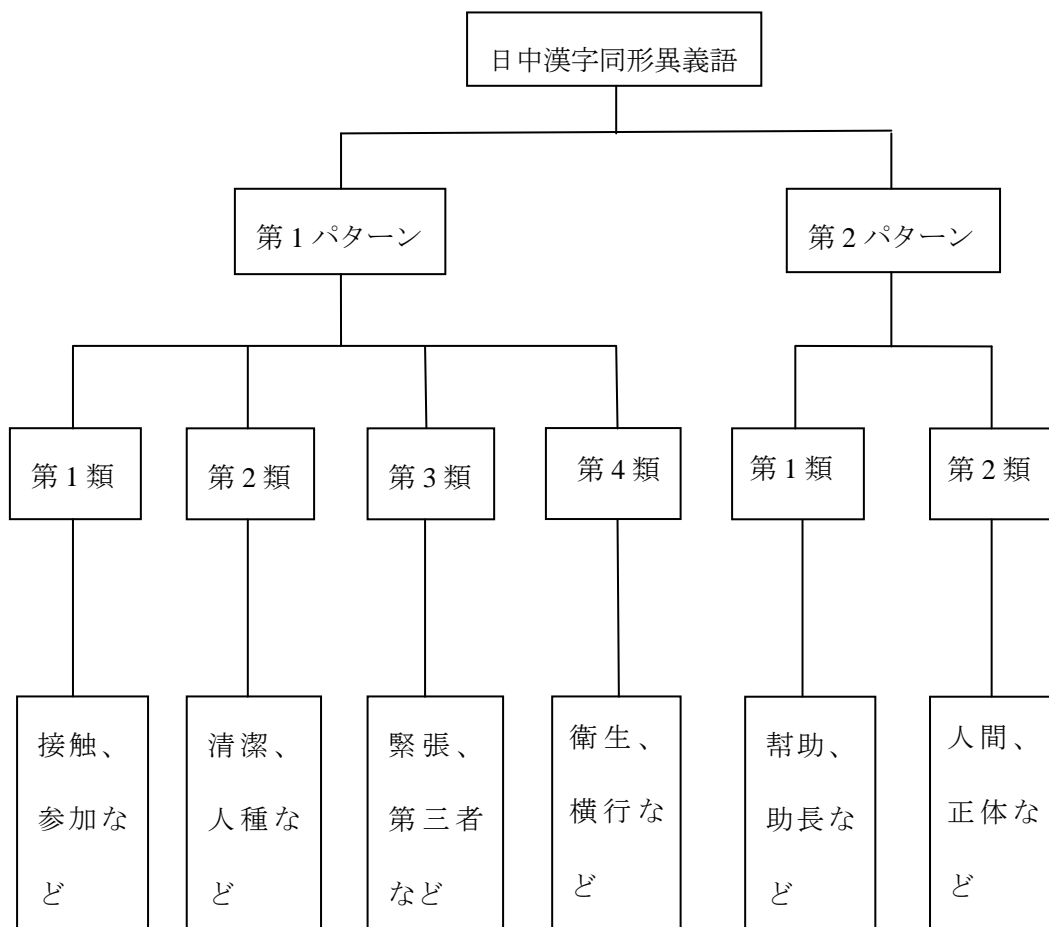 日中漢字同形異義語
第1パターン
第2パターン
第1類
第2類
第3類
第4類
第1類
第2類
接触、
参加な
ど
清潔、
人種な
ど
緊張、
第三者
など
衛生、
横行な
ど
幇助、
助長な
ど
人間、
正体な
ど